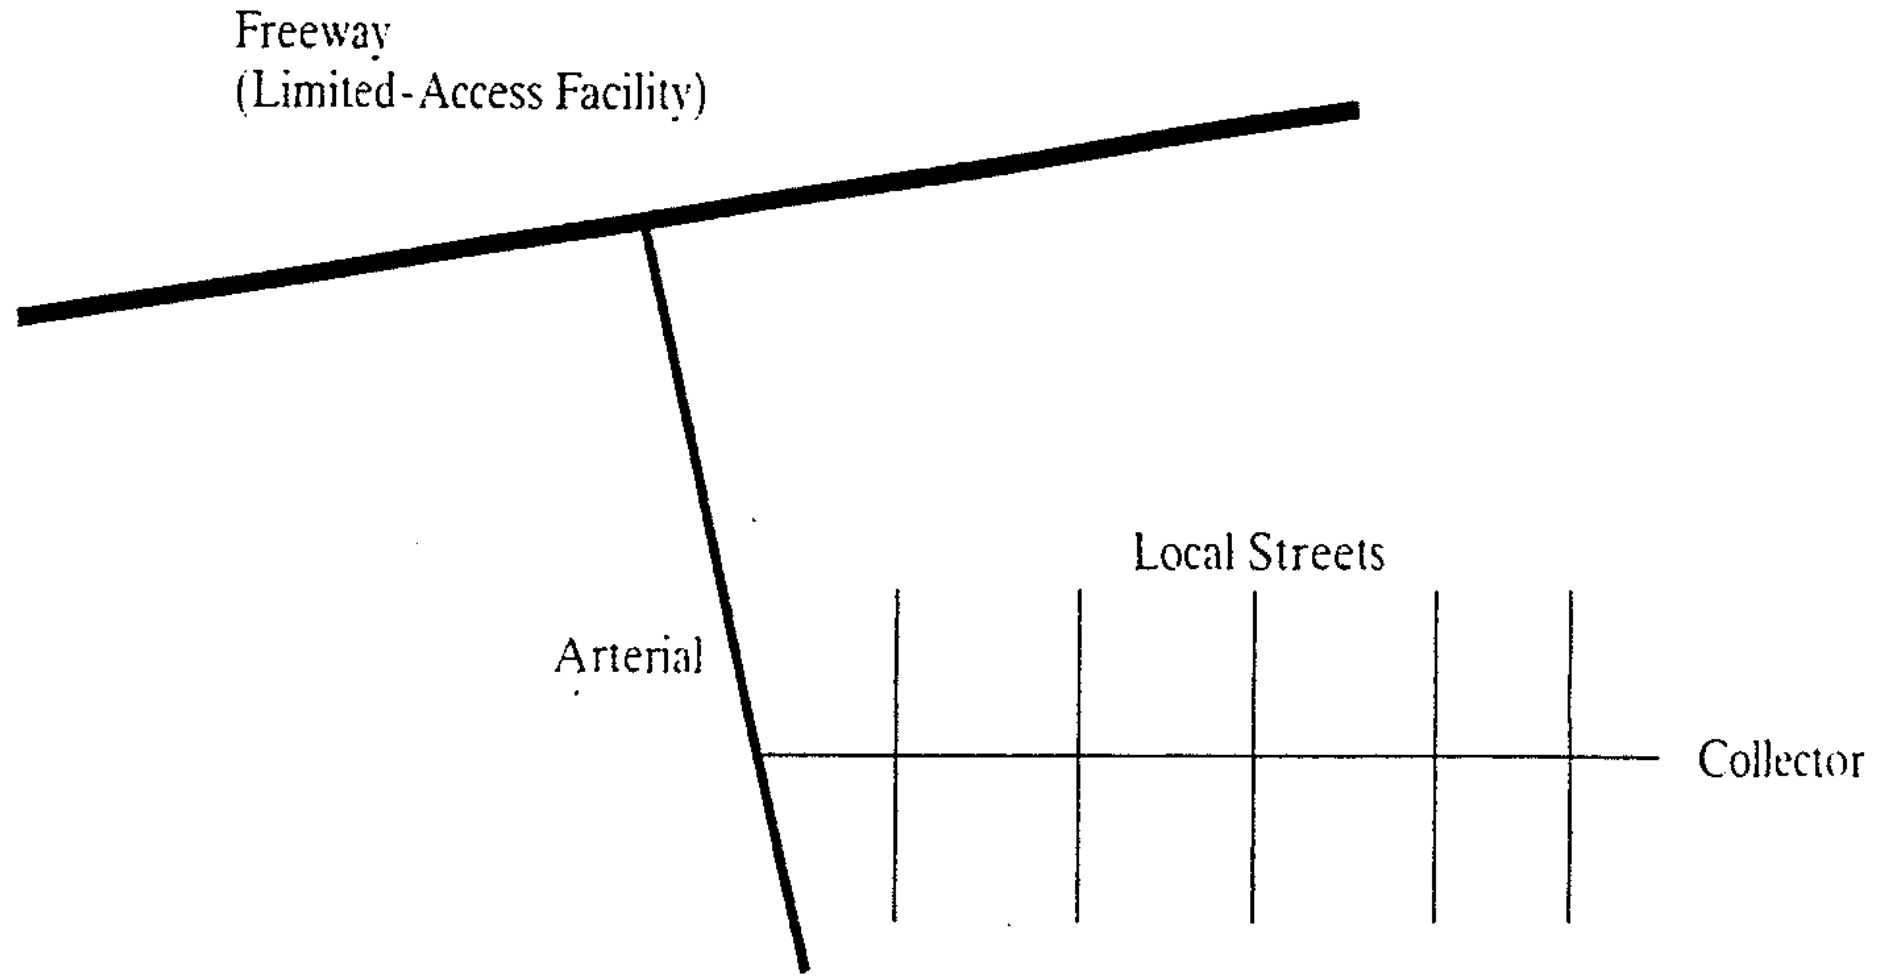 Freeway
(Limited-Access Facility)
Local Streets
Arterial
Collector